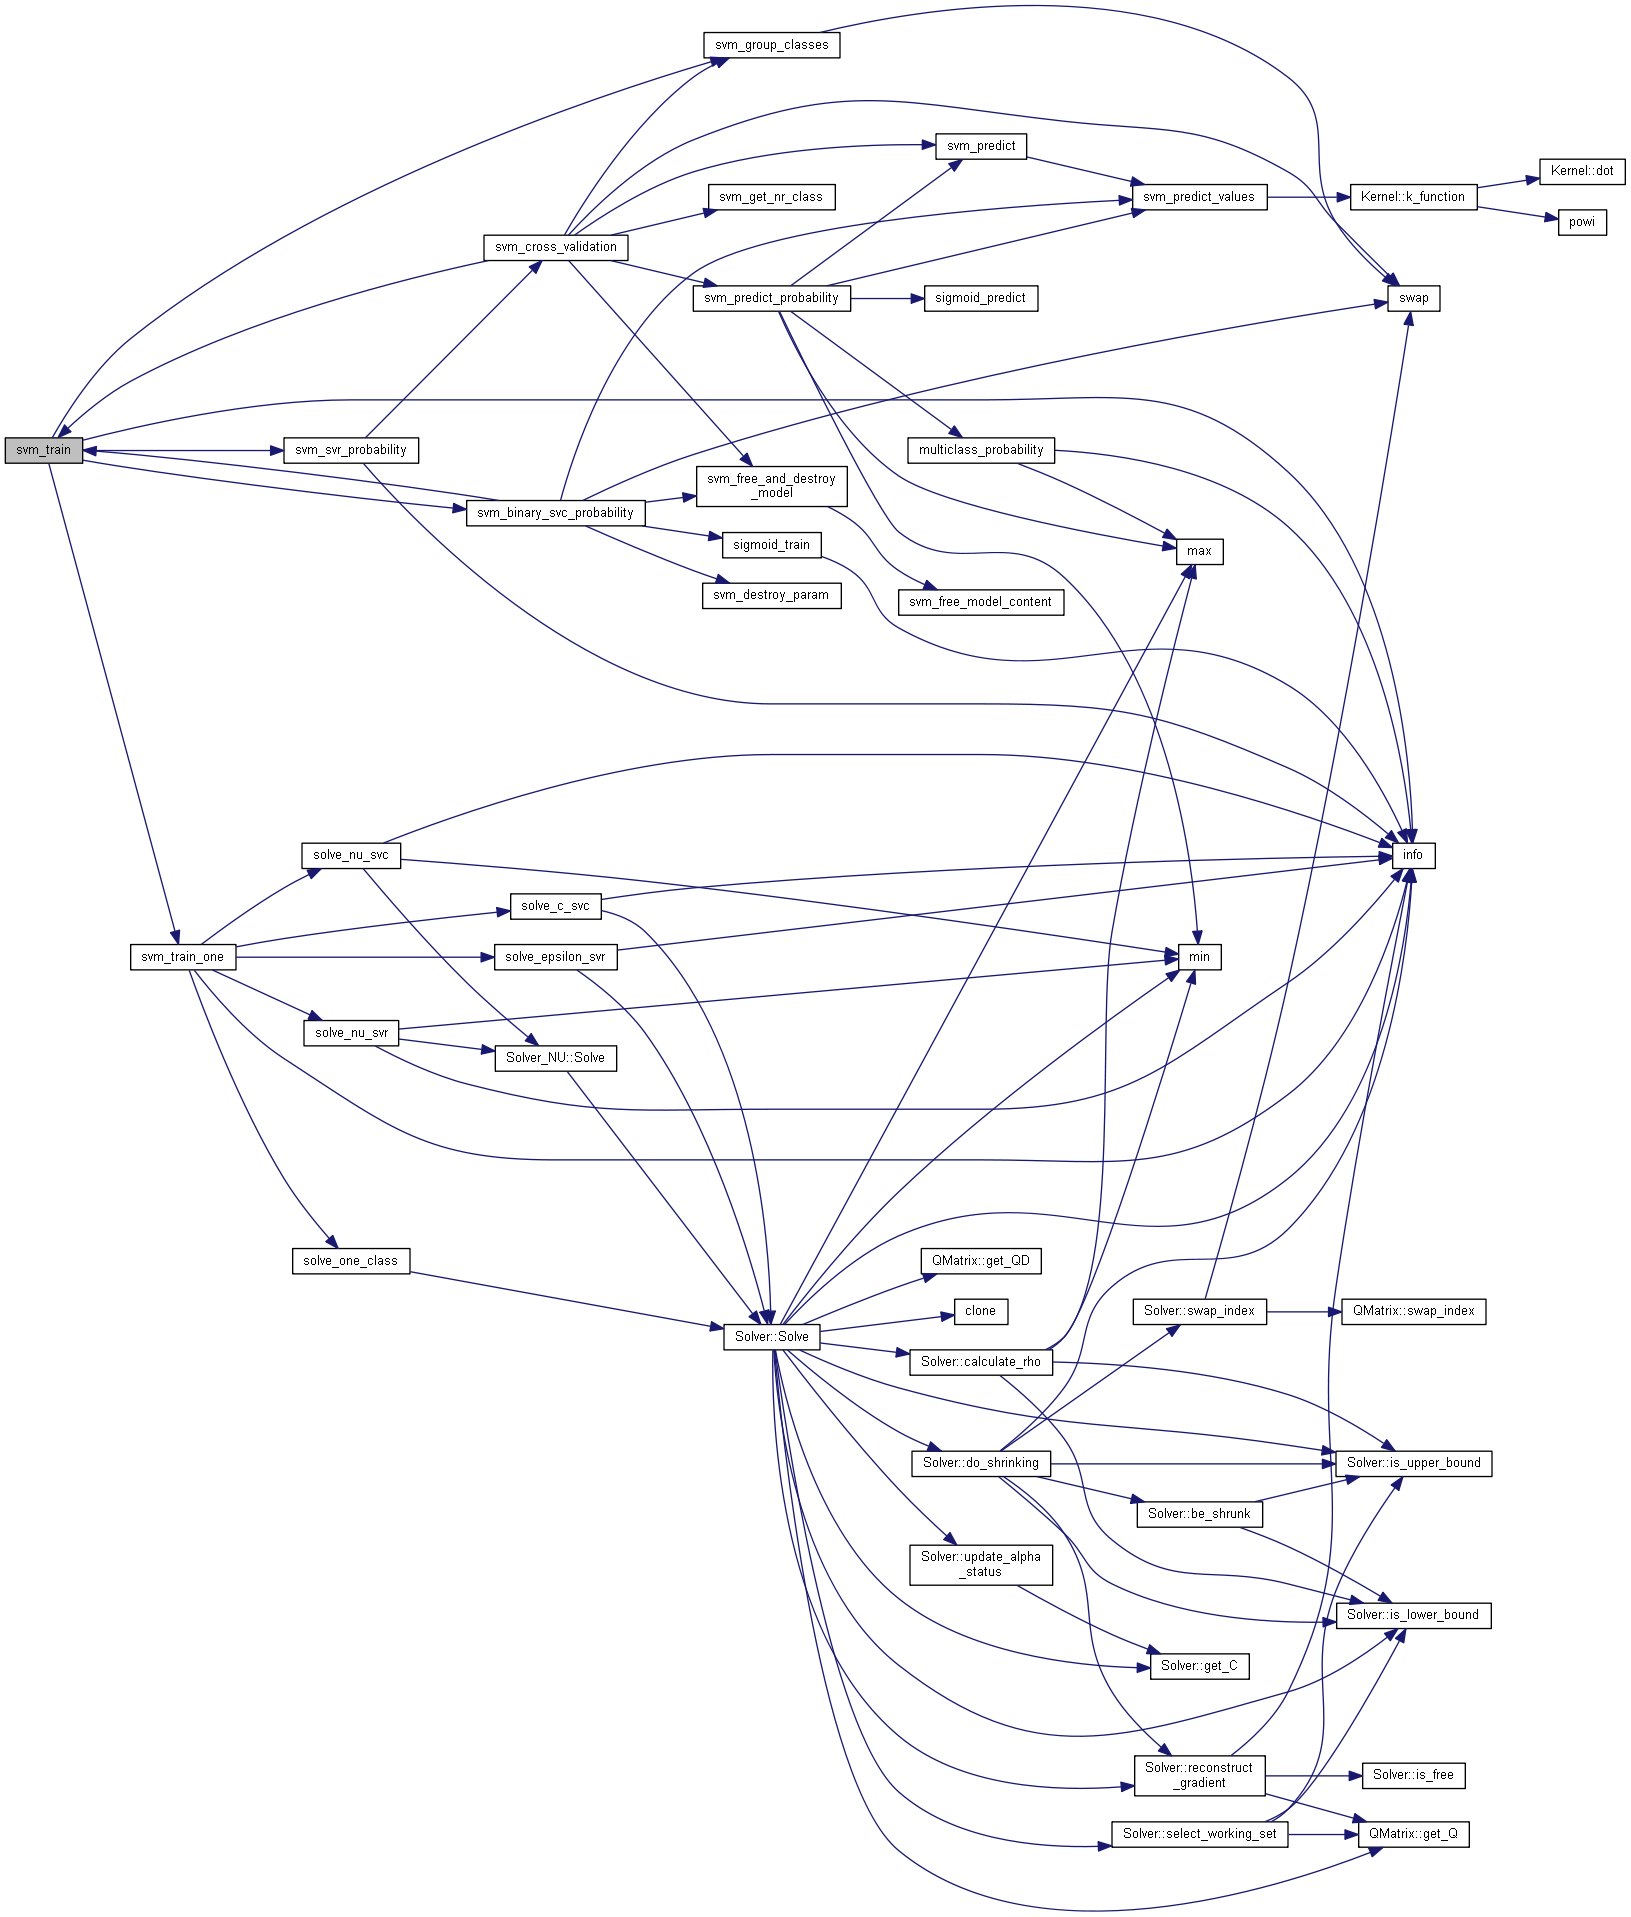 svm_group_classes
svm_predict
Kernel::dot
svm_get_nr_class
svm_predict_values
Kernel::k_function
powi
svm_cross_validation
svm_predict_probability
sigmoid_predict
swap
svm_train
svm_svr_probability
multiclass_probability
svm_free_and_destroy
_model
svm_binary_svc_probability
sigmoid_train
max
svm_destroy_param
svm_free_model_content
solve_nu_svc
info
solve_c_svc
svm_train_one
solve_epsilon_svr
min
solve_nu_svr
Solver_NU::Solve
solve_one_class
QMatrix::get_QD
clone
Solver::swap_index
QMatrix::swap_index
Solver::Solve
Solver::calculate_rho
Solver::do_shrinking
Solver::is_upper_bound
Solver::be_shrunk
Solver::update_alpha
_status
Solver::is_lower_bound
Solver::get_C
Solver::reconstruct
_gradient
Solver::is_free
Solver::select_working_set
QMatrix::get_Q